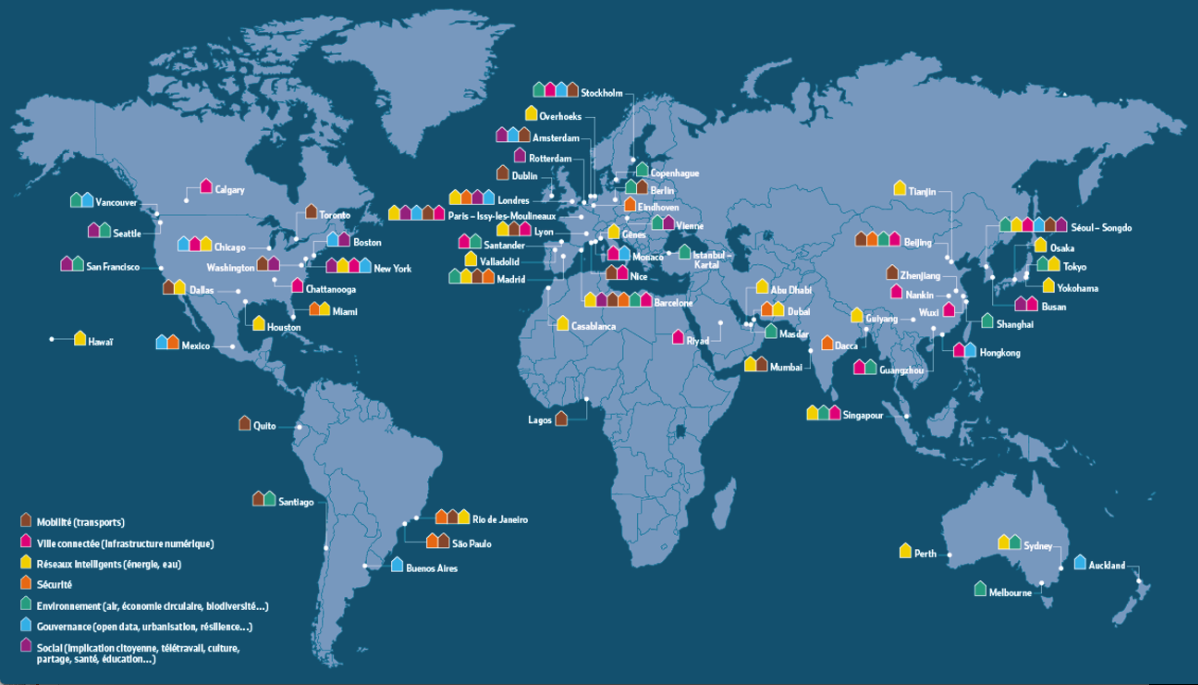 Stockholm
Overhoeks
Amsterdam
Rotterdam
Copenhague
Dublin
Berlin
Calgary
Tianjin
Vancouver
Londres
Eindhoven
Toronto
Paris – Issy-les-Moulineaux
Vienne
Séoul – Songdo
Seattle
Lyon
Gênes
Boston
Chicago
Santander
Beijing
Osaka
Monaco
Istanbul –
Kartal
Valladolid
San Francisco
Washington
New York
Tokyo
Madrid
Nice
Zhenjiang
Dallas
Chattanooga
Abu Dhabi
Yokohama
Nankin
Barcelone
Busan
Miami
Dubaï
Wuxi
Guiyang
Houston
Casablanca
Shanghai
Masdar
Hawaï
Mexico
Riyad
Dacca
Hongkong
Mumbai
Guangzhou
Singapour
Lagos
Quito
Santiago
Rio de Janeiro
São Paulo
Sydney
Perth
Buenos Aires
Auckland
Melbourne
Mobilité (transports)
Ville connectée (infrastructure numérique)
Réseaux intelligents (énergie, eau)
Sécurité
Environnement (air, économie circulaire, biodiversité...)
Gouvernance (open data, urbanisation, résilience...)
Social (implication citoyenne, télétravail, culture,
partage, santé, éducation...)